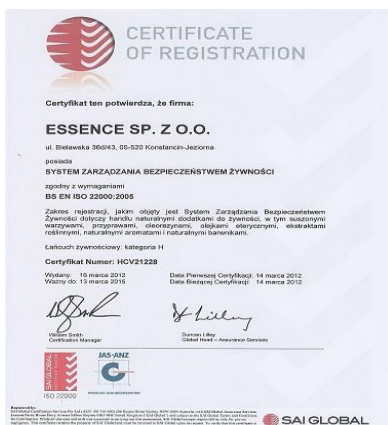 CERTIFICATE
OF REGISTRATION
Certyfikat ten potwierdza, że firma:
ESSENCE SP. Z O.O.
ul. Bielawska 36d/43, 05-520 Konstancin-Jeziorna
posiada
SYSTEM ZARZĄDZANIA BEZPIECZEŃSTWEM ŻYWNOŚCI
zgodny z wymaganiami
BS EN ISO 22000:2005
Zakres rejestracji, jakim objęty jest System Zarządzania Bezpieczeństwem
Żywności dotyczy handlu naturalnymi dodatkami do żywności, w tym suszonymi
warzywami, przyprawami, oleorezynami, olejkami eterycznymi, ekstraktami
roślinnymi, naturalnymi aromatami i naturalnymi barwnikami.
Łańcuch żywnościowy: kategoria H
Certyfikat Numer: HCV21228
Wydany: 16 marca 2012 Data Pierwszej Certyfikacji: 14 marca 2012
Ważny do: 13 marca 2015 Data Bieżącej Certyfikacji: 14 marca 2012
William Smith Duncan Lilley
Certification Manager Global Head – Assurance Services
SAI GLOBAL
JAS-ANZ
ISO 22000
SAI GLOBAL